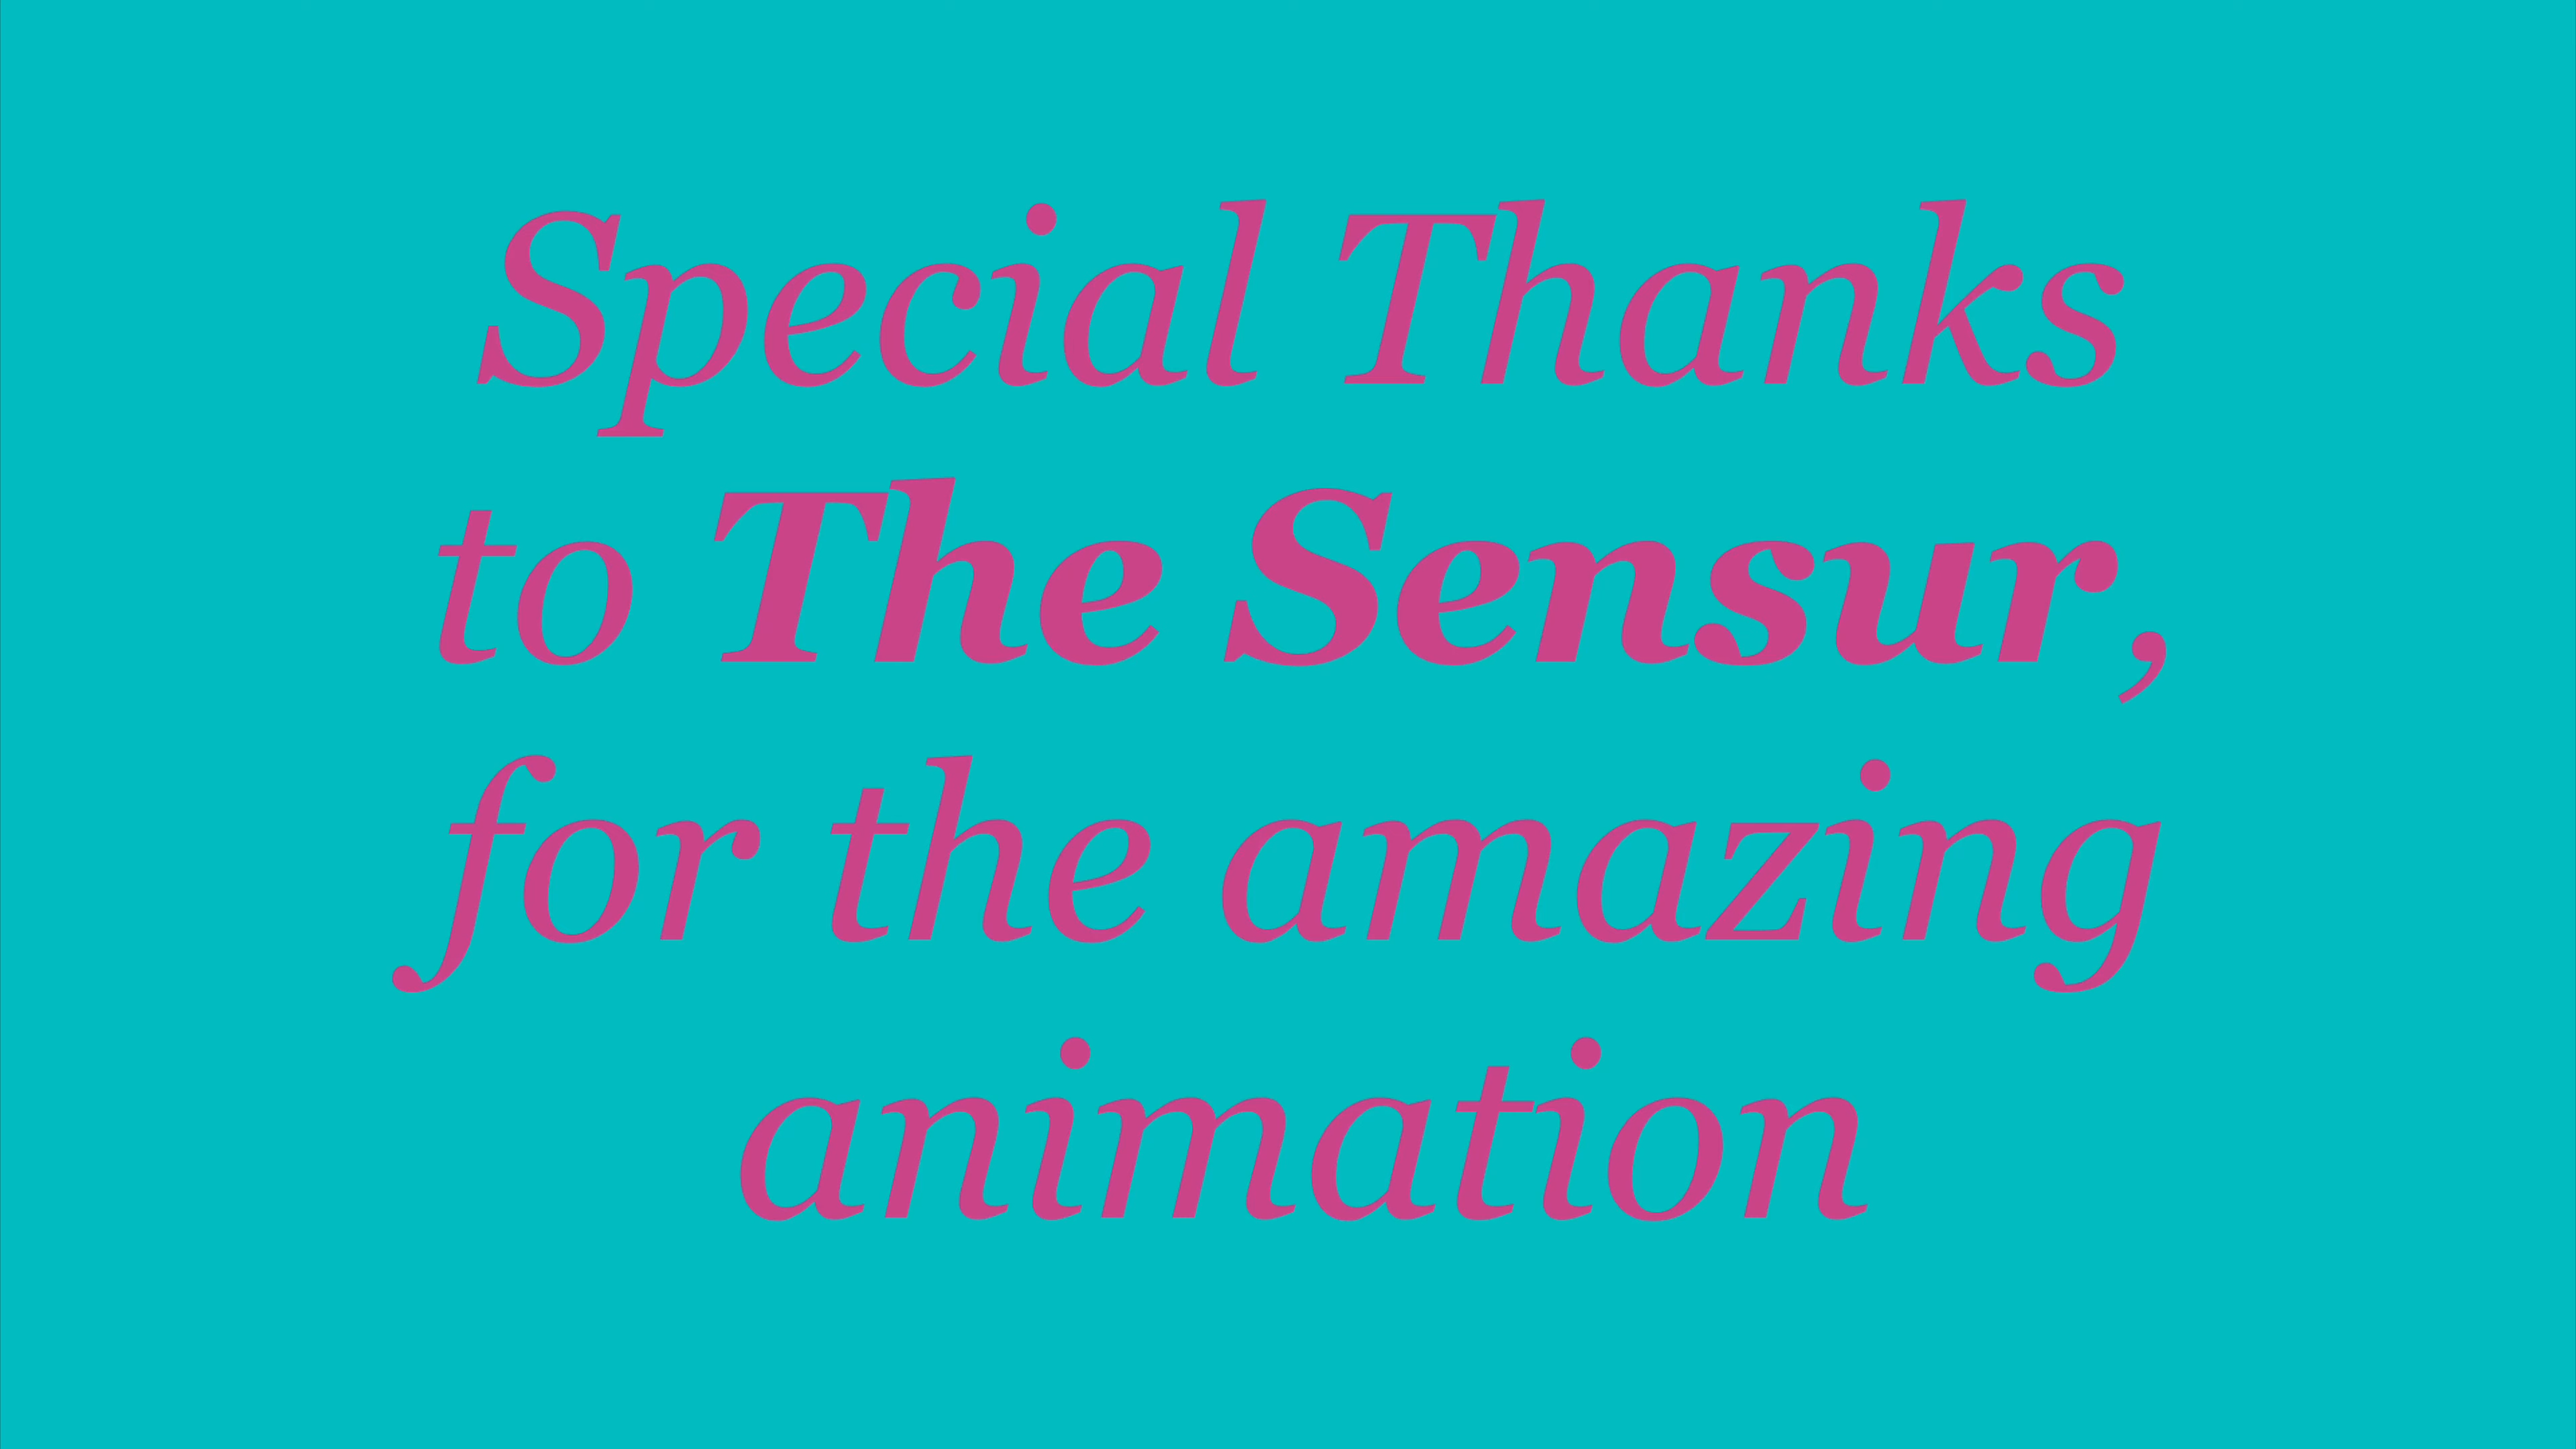 Special Thanks
to The Sensur,
for the amazing
animation